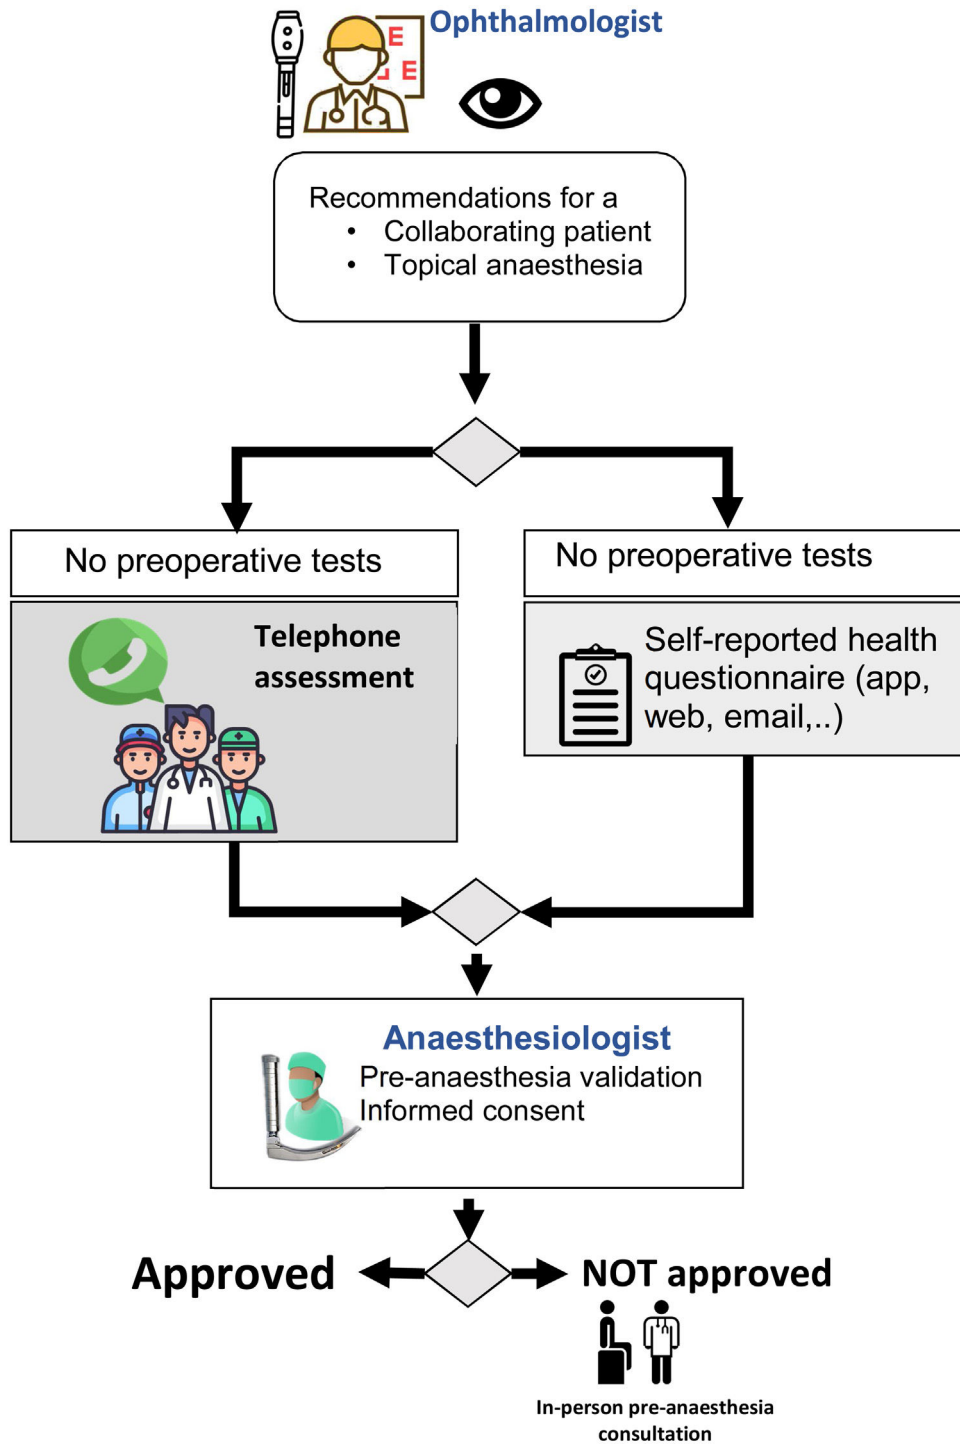 Ophthalmologist
E
E
Recommendations for a
• Collaborating patient
• Topical anaesthesia
No preoperative tests
No preoperative tests
Telephone
assessment
Self-reported health
questionnaire (app,
web, email,..)
Anaesthesiologist
Pre-anaesthesia validation
Informed consent
Approved
NOT approved
In-person pre-anaesthesia
consultation